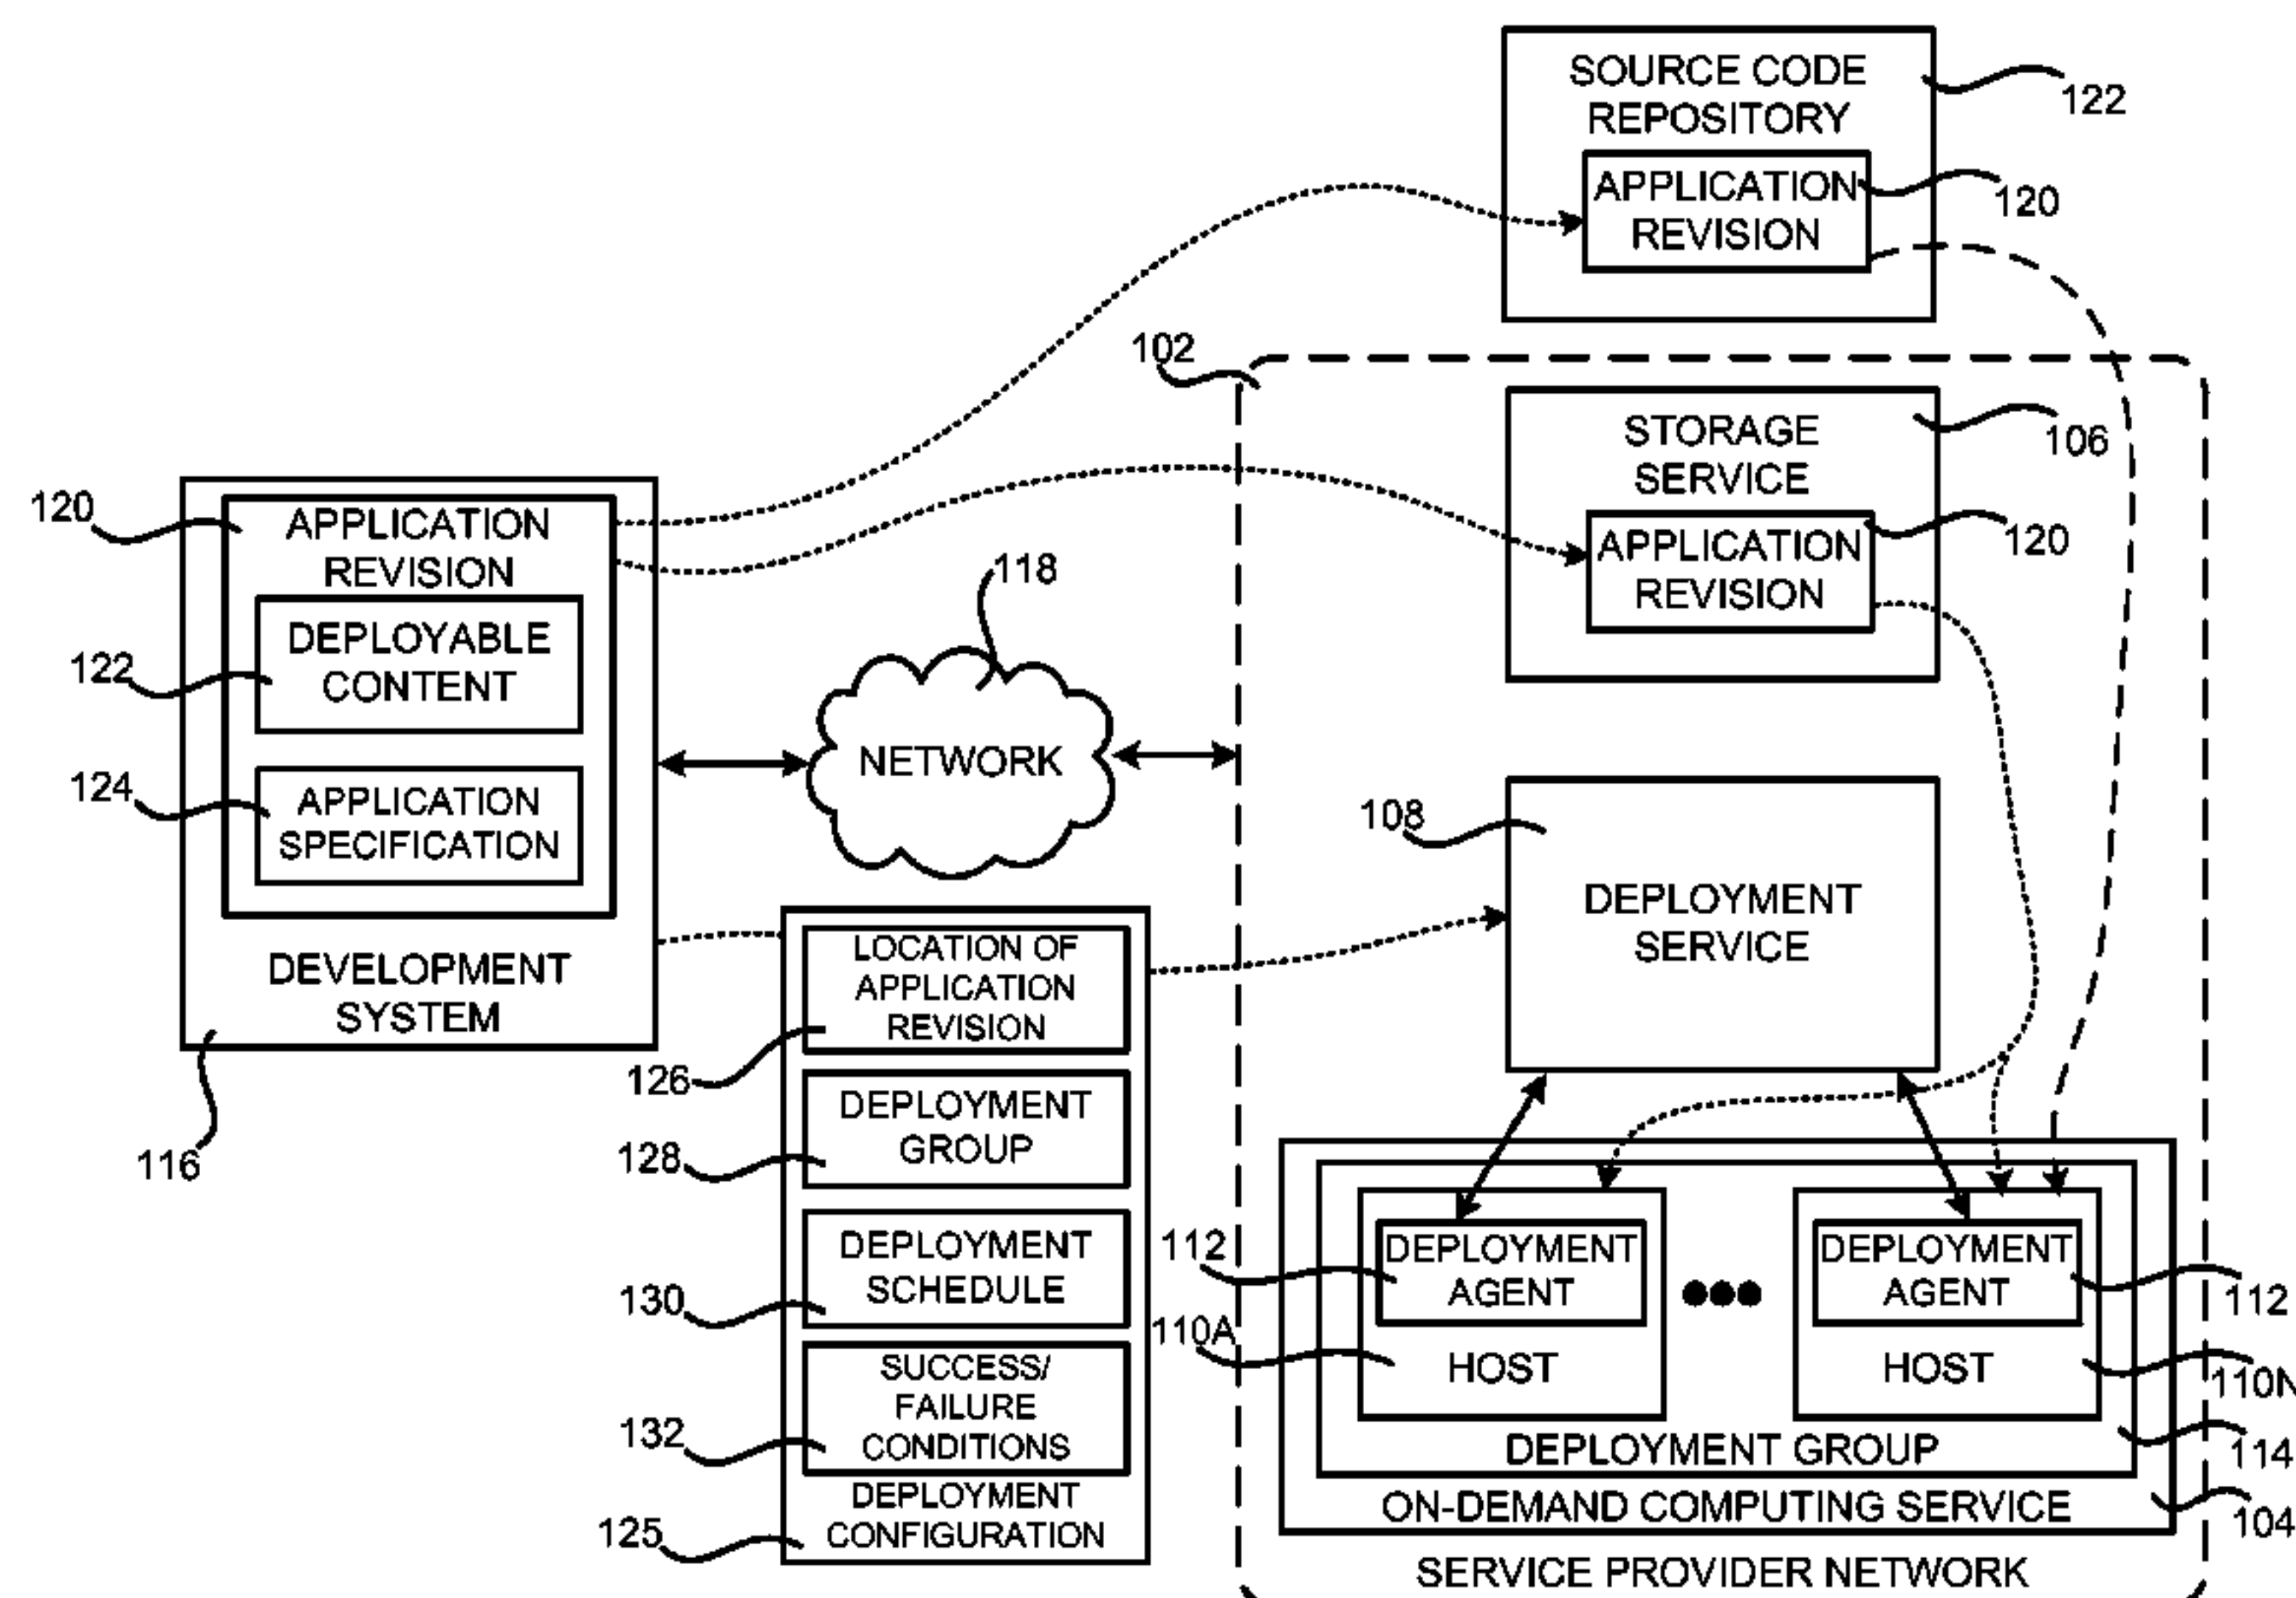 SOURCE CODE
REPOSITORY
122
APPLICATION
REVISION
120
102
STORAGE
SERVICE
106
APPLICATION
REVISION
120
120
APPLICATION
REVISION
DEPLOYABLE
CONTENT
122
APPLICATION
SPECIFICATION
124
DEVELOPMENT
SYSTEM
116
118
NETWORK
108
DEPLOYMENT
SERVICE
LOCATION OF
APPLICATION
REVISION
126
DEPLOYMENT
GROUP
128
DEPLOYMENT
SCHEDULE
130
SUCCESS/
FAILURE
CONDITIONS
132
DEPLOYMENT
CONFIGURATION
125
112
DEPLOYMENT
AGENT
110A
HOST
DEPLOYMENT
AGENT
112
HOST
110N
DEPLOYMENT GROUP
114
ON-DEMAND COMPUTING SERVICE
104
SERVICE PROVIDER NETWORK